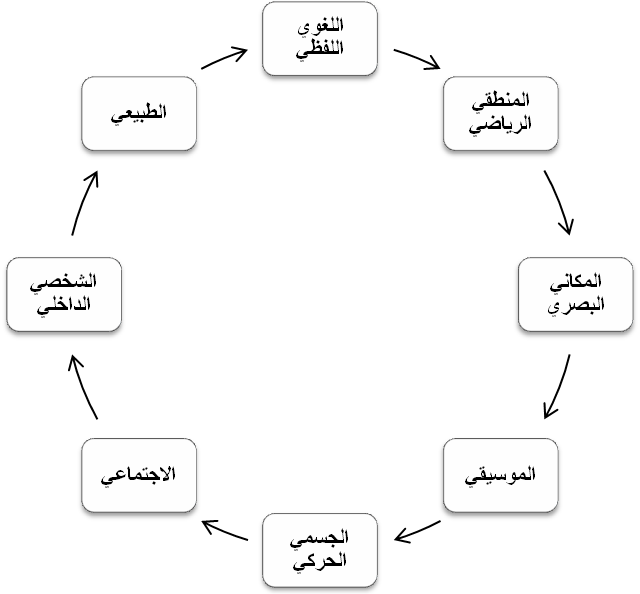 اللغوي
اللفظي
المنطقي
الرياضي
المكاني
البصري
الموسيقي
الجسمي
الحركي
الاجتماعي
الشخصي
الداخلي
الطبيعي